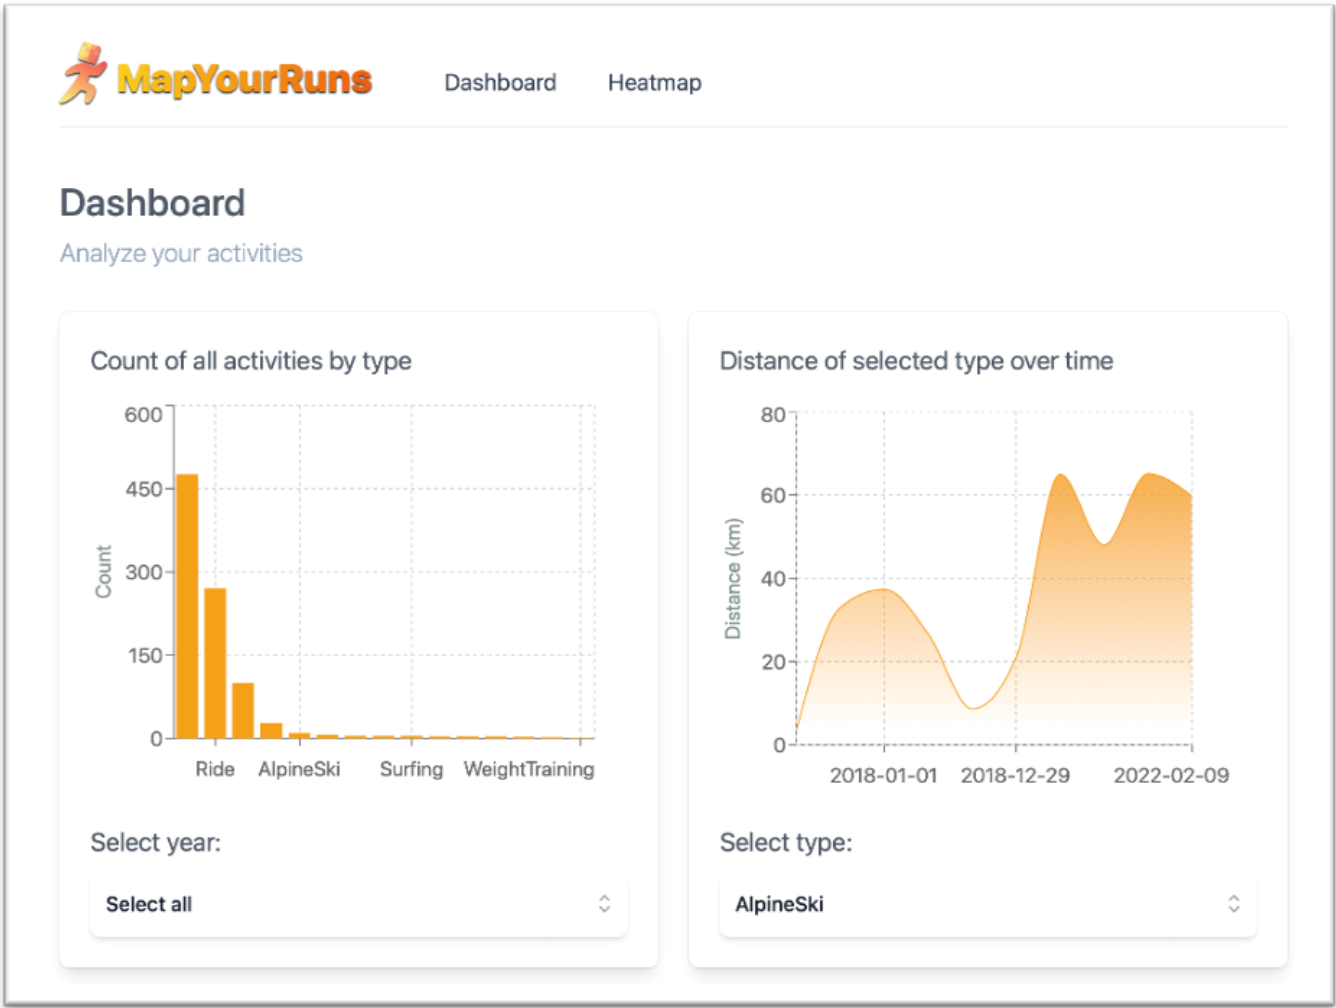 MapYourRuns Dashboard Heatmap
Dashboard
Analyze your activities
Count of all activities by type
600
450
300
150
0
Count
Ride AlpineSki Surfing WeightTraining
Select year:
Select all
Distance of selected type over time
80
60
40
20
0
Distance (km)
2018-01-01 2018-12-29 2022-02-09
Select type:
AlpineSki